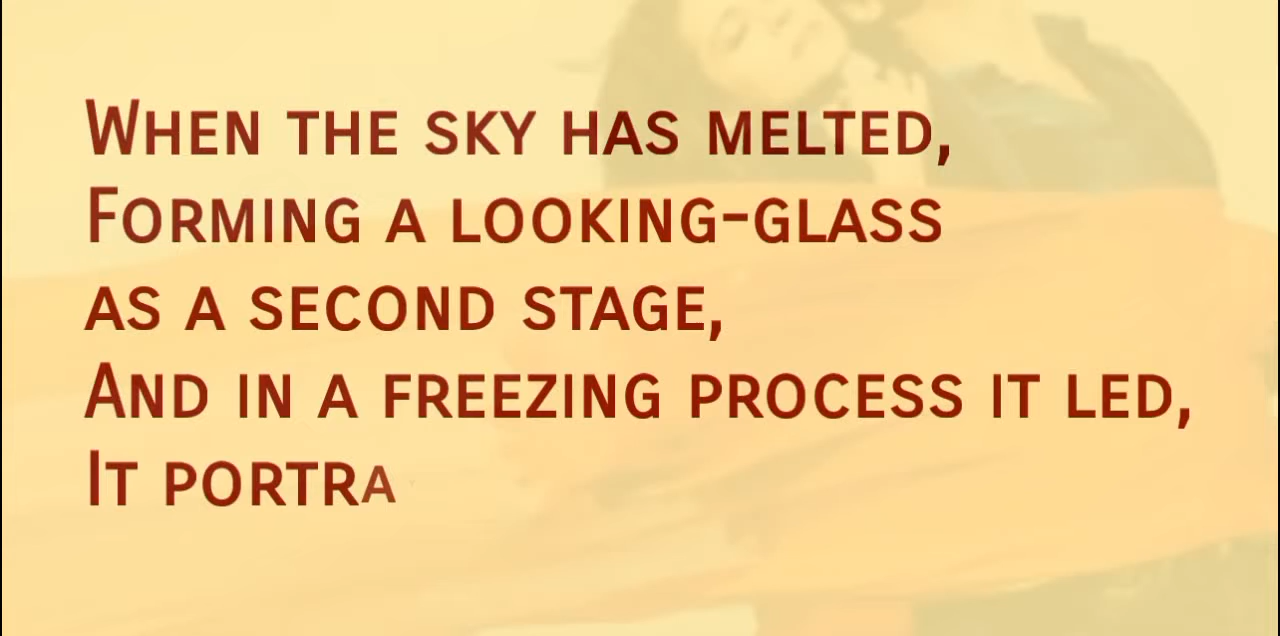 When the sky has melted,
Forming a looking-glass
as a second stage,
And in a freezing process it led,
It portra